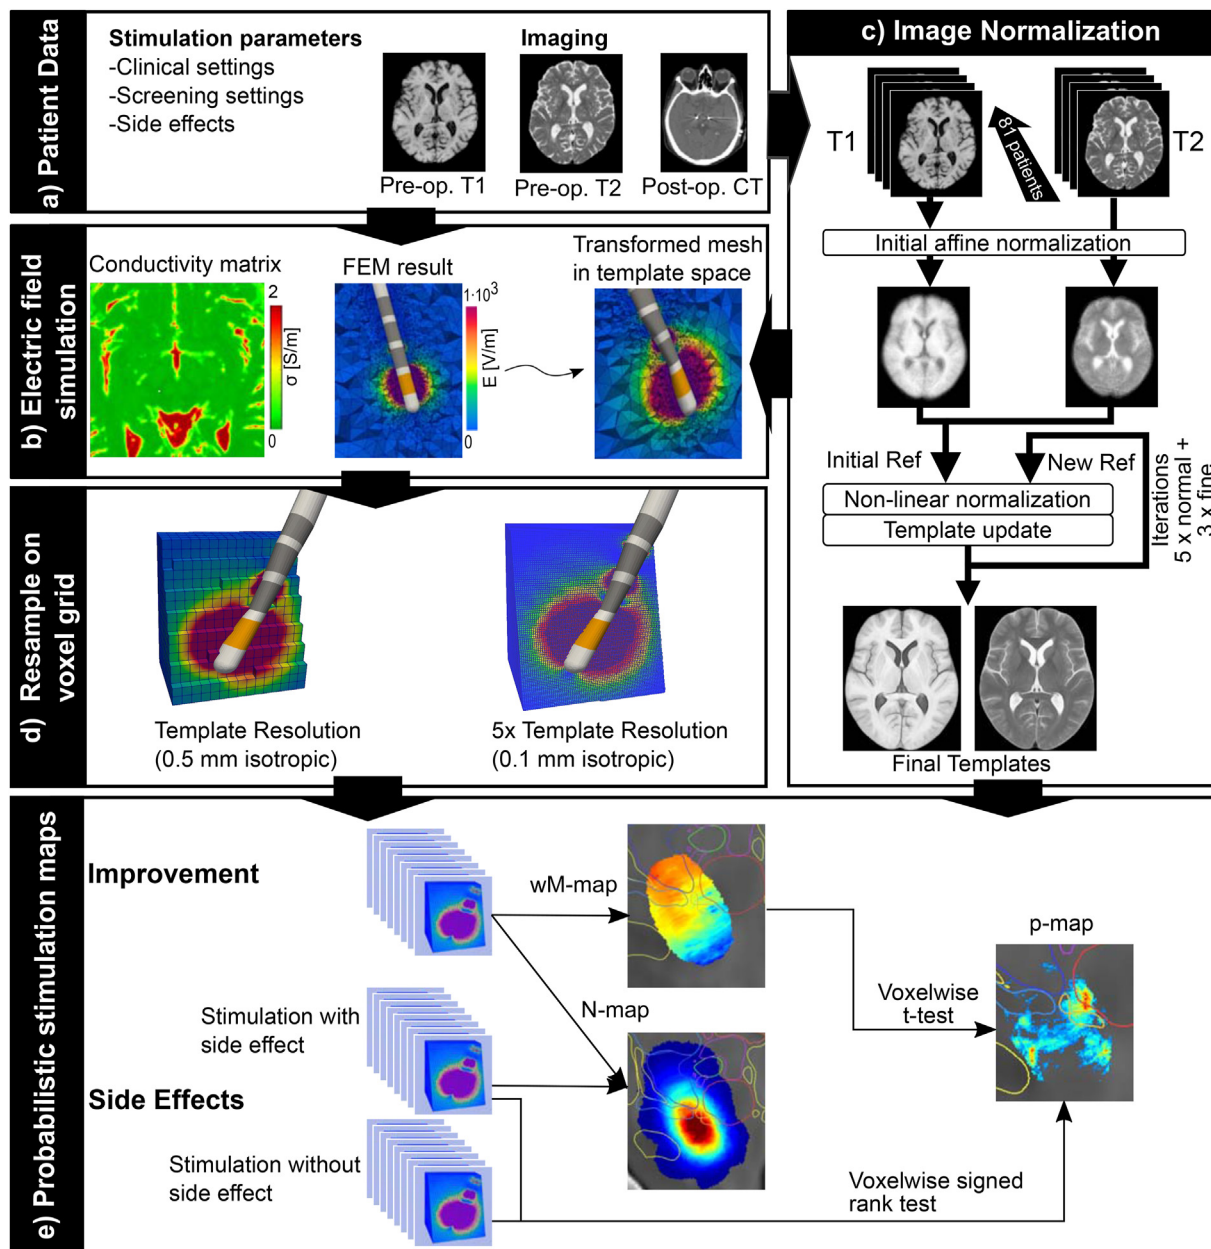 a) Patient Data
Stimulation parameters
-Clinical settings
-Screening settings
-Side effects
Imaging
Pre-op. T1
Pre-op. T2
Post-op. CT
b) Electric field
simulation
Conductivity matrix
2
σ [S/m]
0
FEM result
1·10³
E [V/m]
0
Transformed mesh
in template space
c) Image Normalization
T1
81 patients
T2
Initial affine normalization
Initial Ref
New Ref
Non-linear normalization
Template update
Iterations
5 x normal +
3 x fine
Final Templates
d) Resample on
voxel grid
Template Resolution
(0.5 mm isotropic)
5x Template Resolution
(0.1 mm isotropic)
e) Probabilistic stimulation maps
Improvement
wM-map
N-map
Stimulation with
side effect
Side Effects
Stimulation without
side effect
Voxelwise
t-test
p-map
Voxelwise signed
rank test